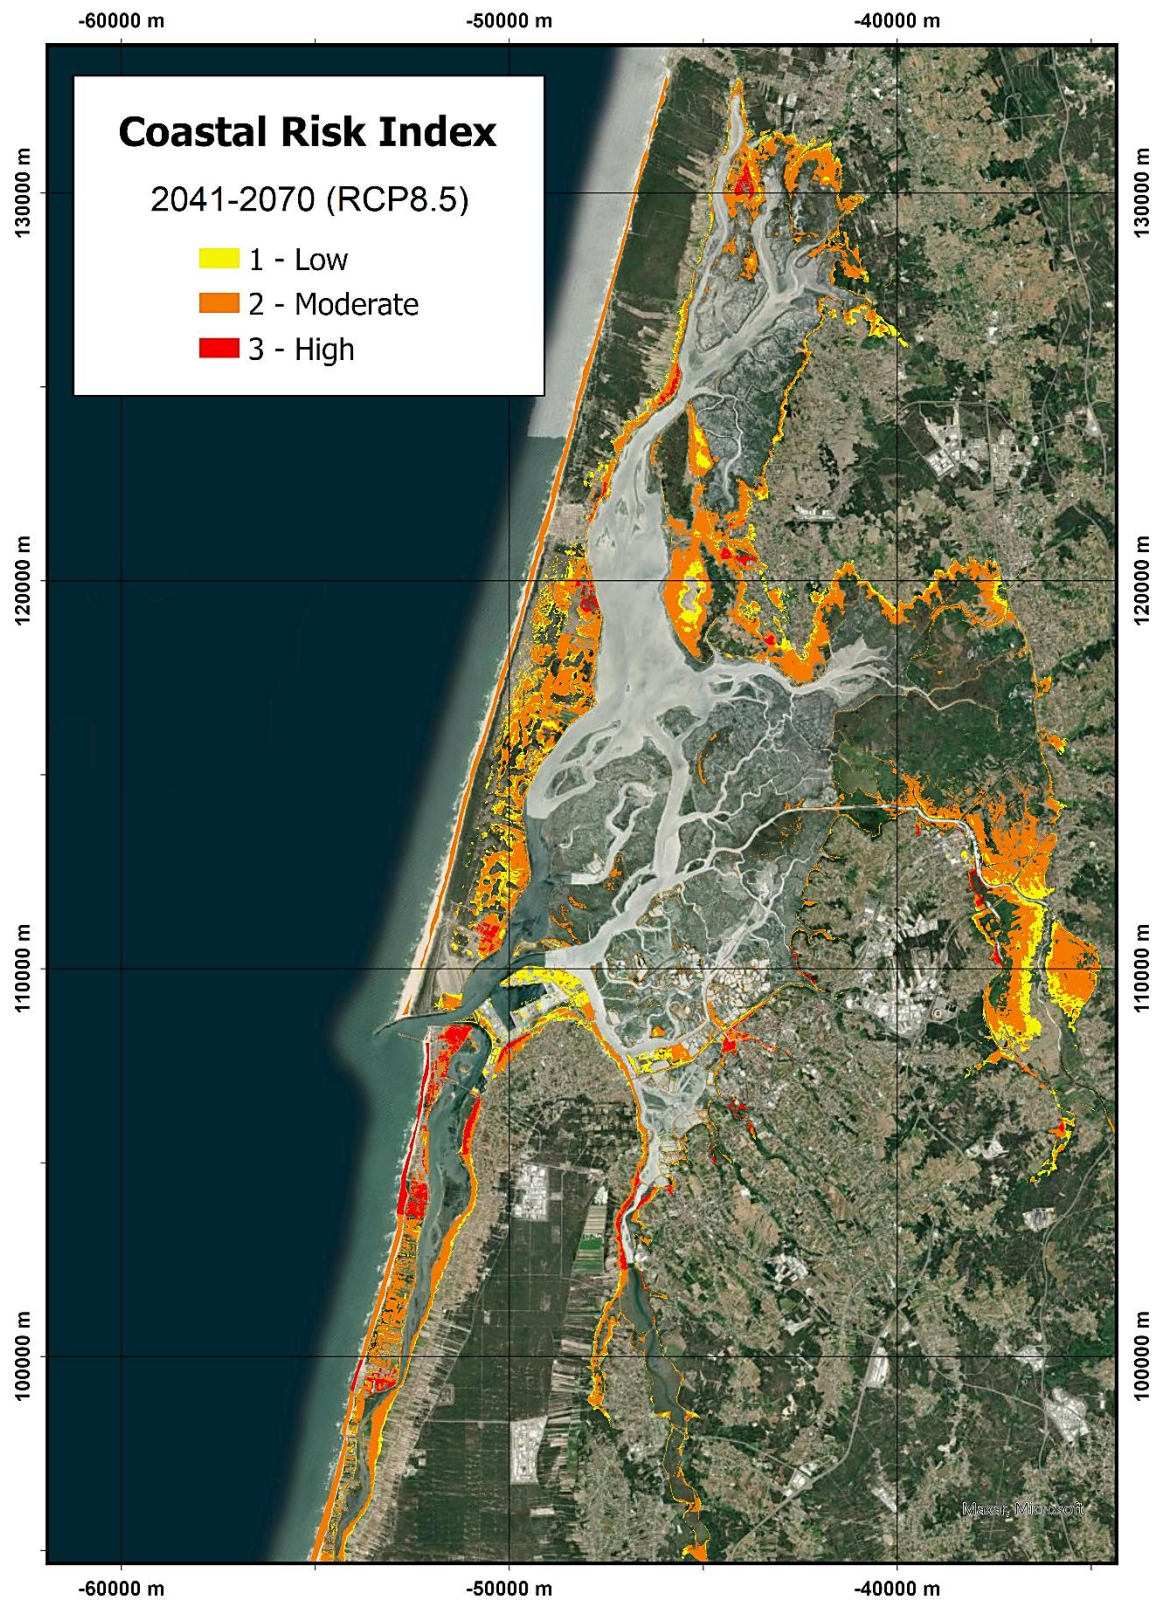 -60000 m -50000 m -40000 m
Coastal Risk Index
2041-2070 (RCP8.5)
1 - Low
2 - Moderate
3 - High
130000 m 130000 m
120000 m 120000 m
110000 m 110000 m
100000 m 100000 m
Maxar, Microsoft
-60000 m -50000 m -40000 m